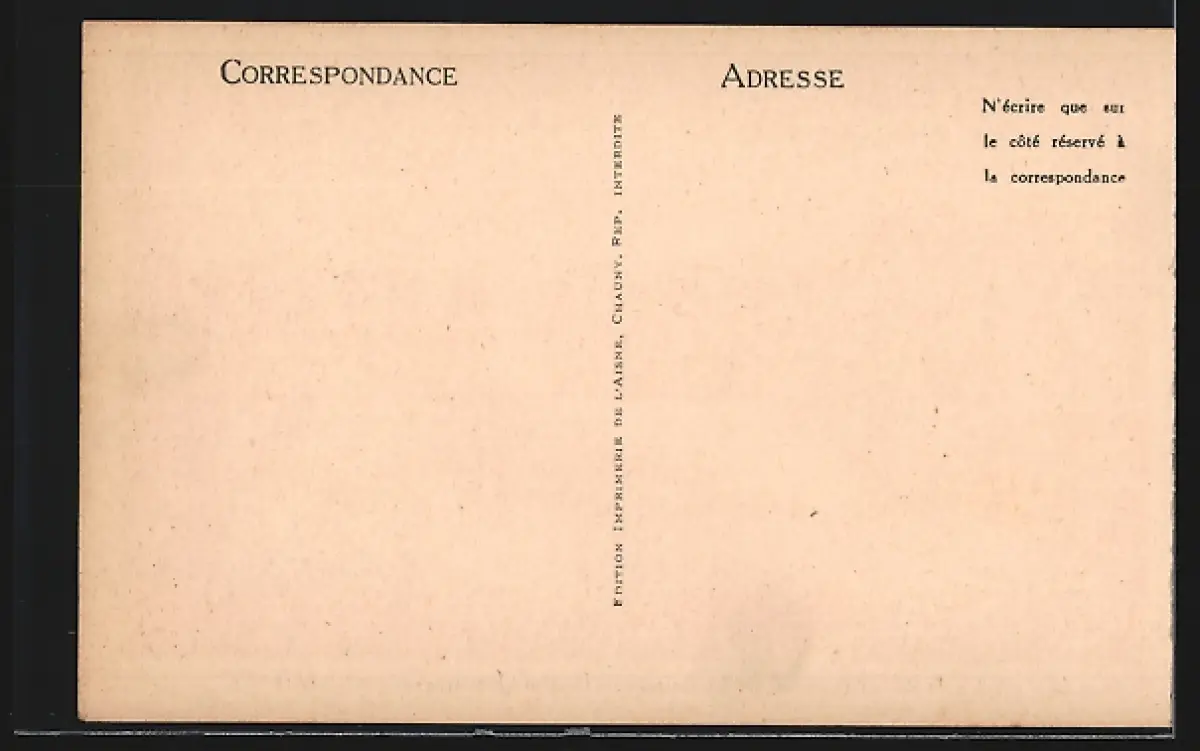 CORRESPONDANCE
ADRESSE
N'écrire que sur
le côté réservé à
la correspondance
EDITION IMPRIMERIE DE L'AISNE, CHAUNY. REP. INTERDITE